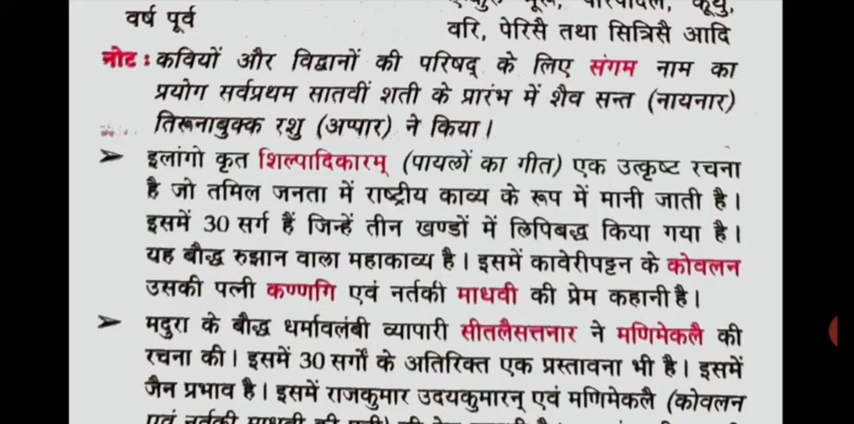 वर्ष पूर्व
वरि, पेरिसै तथा सित्रिसै आदि
नोट : कवियों और विद्वानों की परिषद् के लिए संगम नाम का
प्रयोग सर्वप्रथम सातवीं शती के प्रारंभ में शैव सन्त (नायनार)
तिरूनाबुक्क रशु (अप्पार) ने किया।
➢ इलांगो कृत शिल्पादिकारम् (पायलों का गीत) एक उत्कृष्ट रचना
है जो तमिल जनता में राष्ट्रीय काव्य के रूप में मानी जाती है।
इसमें 30 सर्ग हैं जिन्हें तीन खण्डों में लिपिबद्ध किया गया है।
यह बौद्ध रुझान वाला महाकाव्य है। इसमें कावेरीपट्टन के कोवलन
उसकी पत्नी कण्णगि एवं नर्तकी माधवी की प्रेम कहानी है।
➢ मदुरा के बौद्ध धर्मावलंबी व्यापारी सीतलैसत्तनार ने मणिमेकलै की
रचना की। इसमें 30 सर्गों के अतिरिक्त एक प्रस्तावना भी है। इसमें
जैन प्रभाव है। इसमें राजकुमार उदयकुमारन् एवं मणिमेकलै (कोवलन